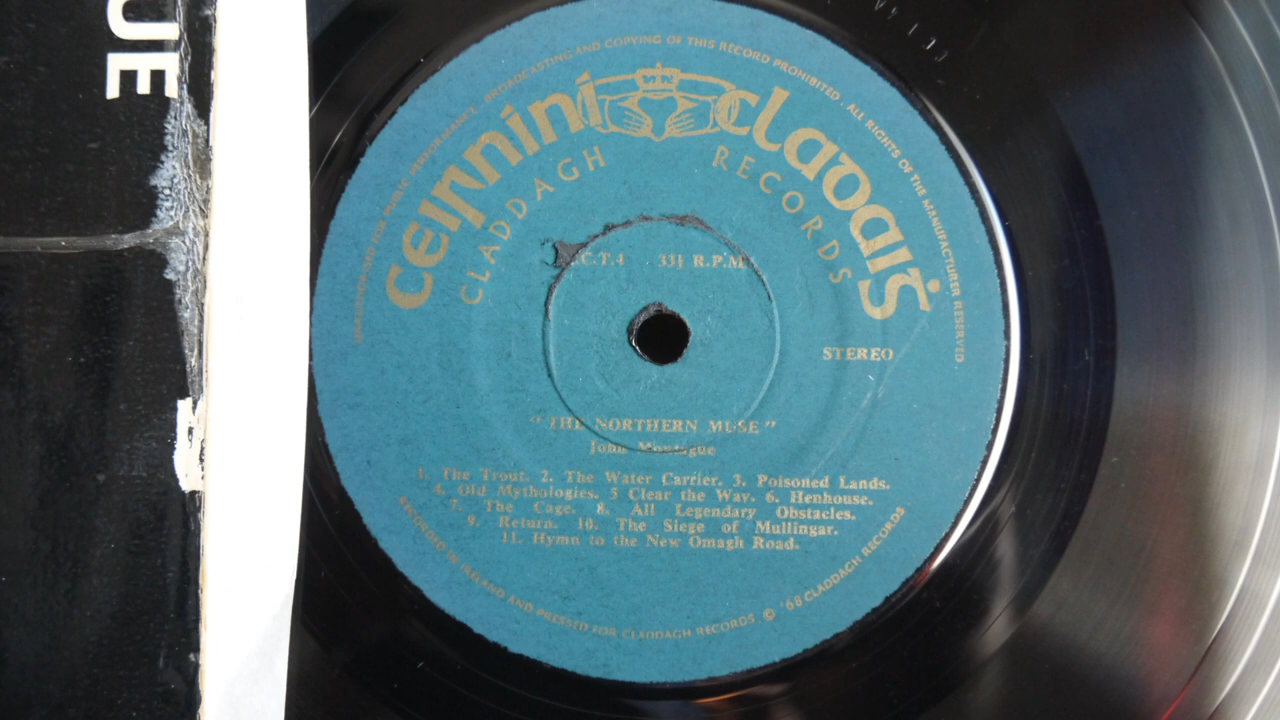 UE
UNAUTHORISED PUBLIC PERFORMANCE, BROADCASTING AND COPYING OF THIS RECORD PROHIBITED. ALL RIGHTS OF THE MANUFACTURER RESERVED.
ceirníní claddaiġ
CLADDAGH RECORDS
C.T.4 33⅓ R.P.M
STEREO
"THE NORTHERN MUSE"
John Montague
1. The Trout. 2. The Water Carrier. 3. Poisoned Lands.
4. Old Mythologies. 5 Clear the Way. 6. Henhouse.
7. The Cage. 8. All Legendary Obstacles.
9. Return. 10. The Siege of Mullingar.
11. Hymn to the New Omagh Road.
RECORDED IN IRELAND AND PRESSED FOR CLADDAGH RECORDS © '68 CLADDAGH RECORDS